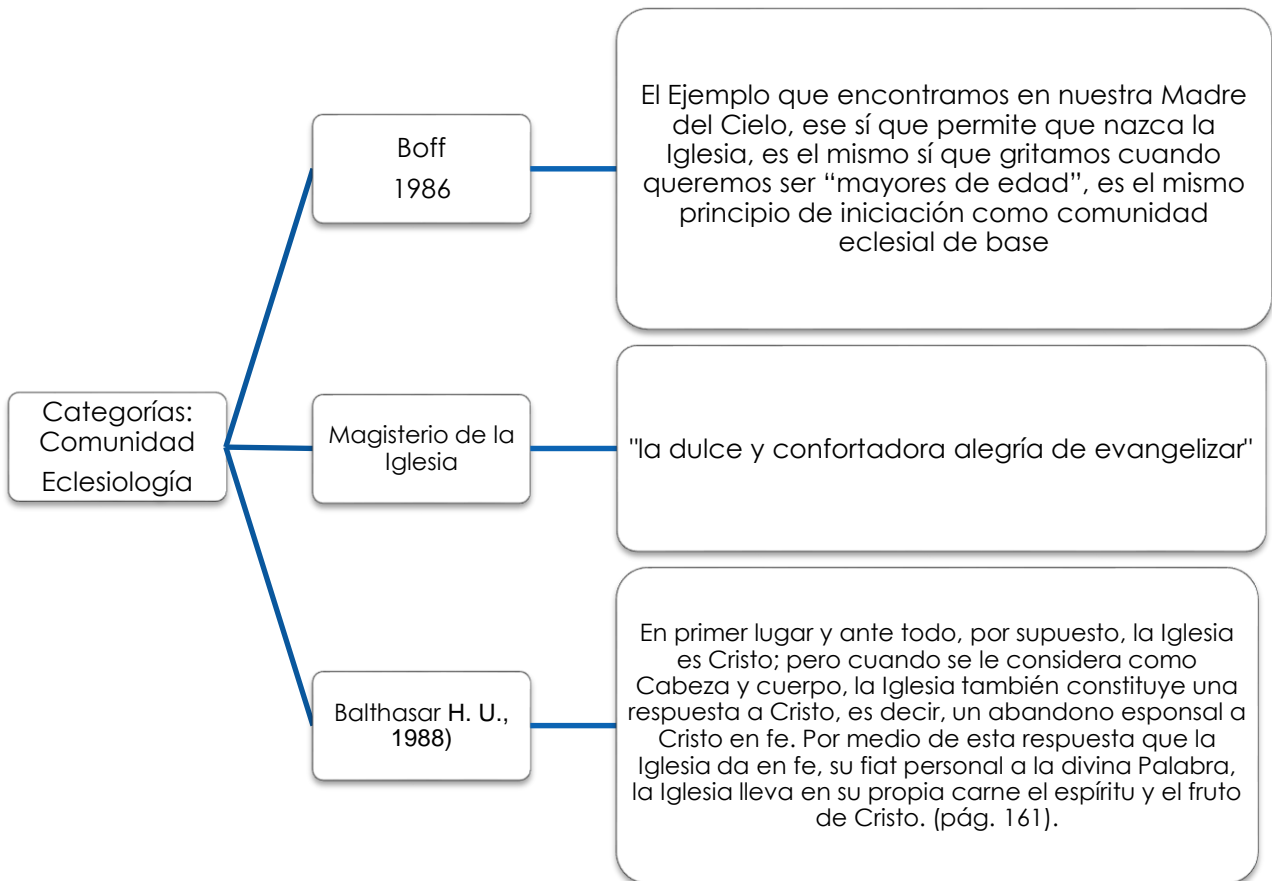 Categorías:
Comunidad
Eclesiología
Boff
1986
El Ejemplo que encontramos en nuestra Madre
del Cielo, ese sí que permite que nazca la
Iglesia, es el mismo sí que gritamos cuando
queremos ser “mayores de edad”, es el mismo
principio de iniciación como comunidad
eclesial de base
Magisterio de la
Iglesia
"la dulce y confortadora alegría de evangelizar"
Balthasar H. U.,
1988)
En primer lugar y ante todo, por supuesto, la Iglesia
es Cristo; pero cuando se le considera como
Cabeza y cuerpo, la Iglesia también constituye una
respuesta a Cristo, es decir, un abandono esponsal a
Cristo en fe. Por medio de esta respuesta que la
Iglesia da en fe, su fiat personal a la divina Palabra,
la Iglesia lleva en su propia carne el espíritu y el fruto
de Cristo. (pág. 161).